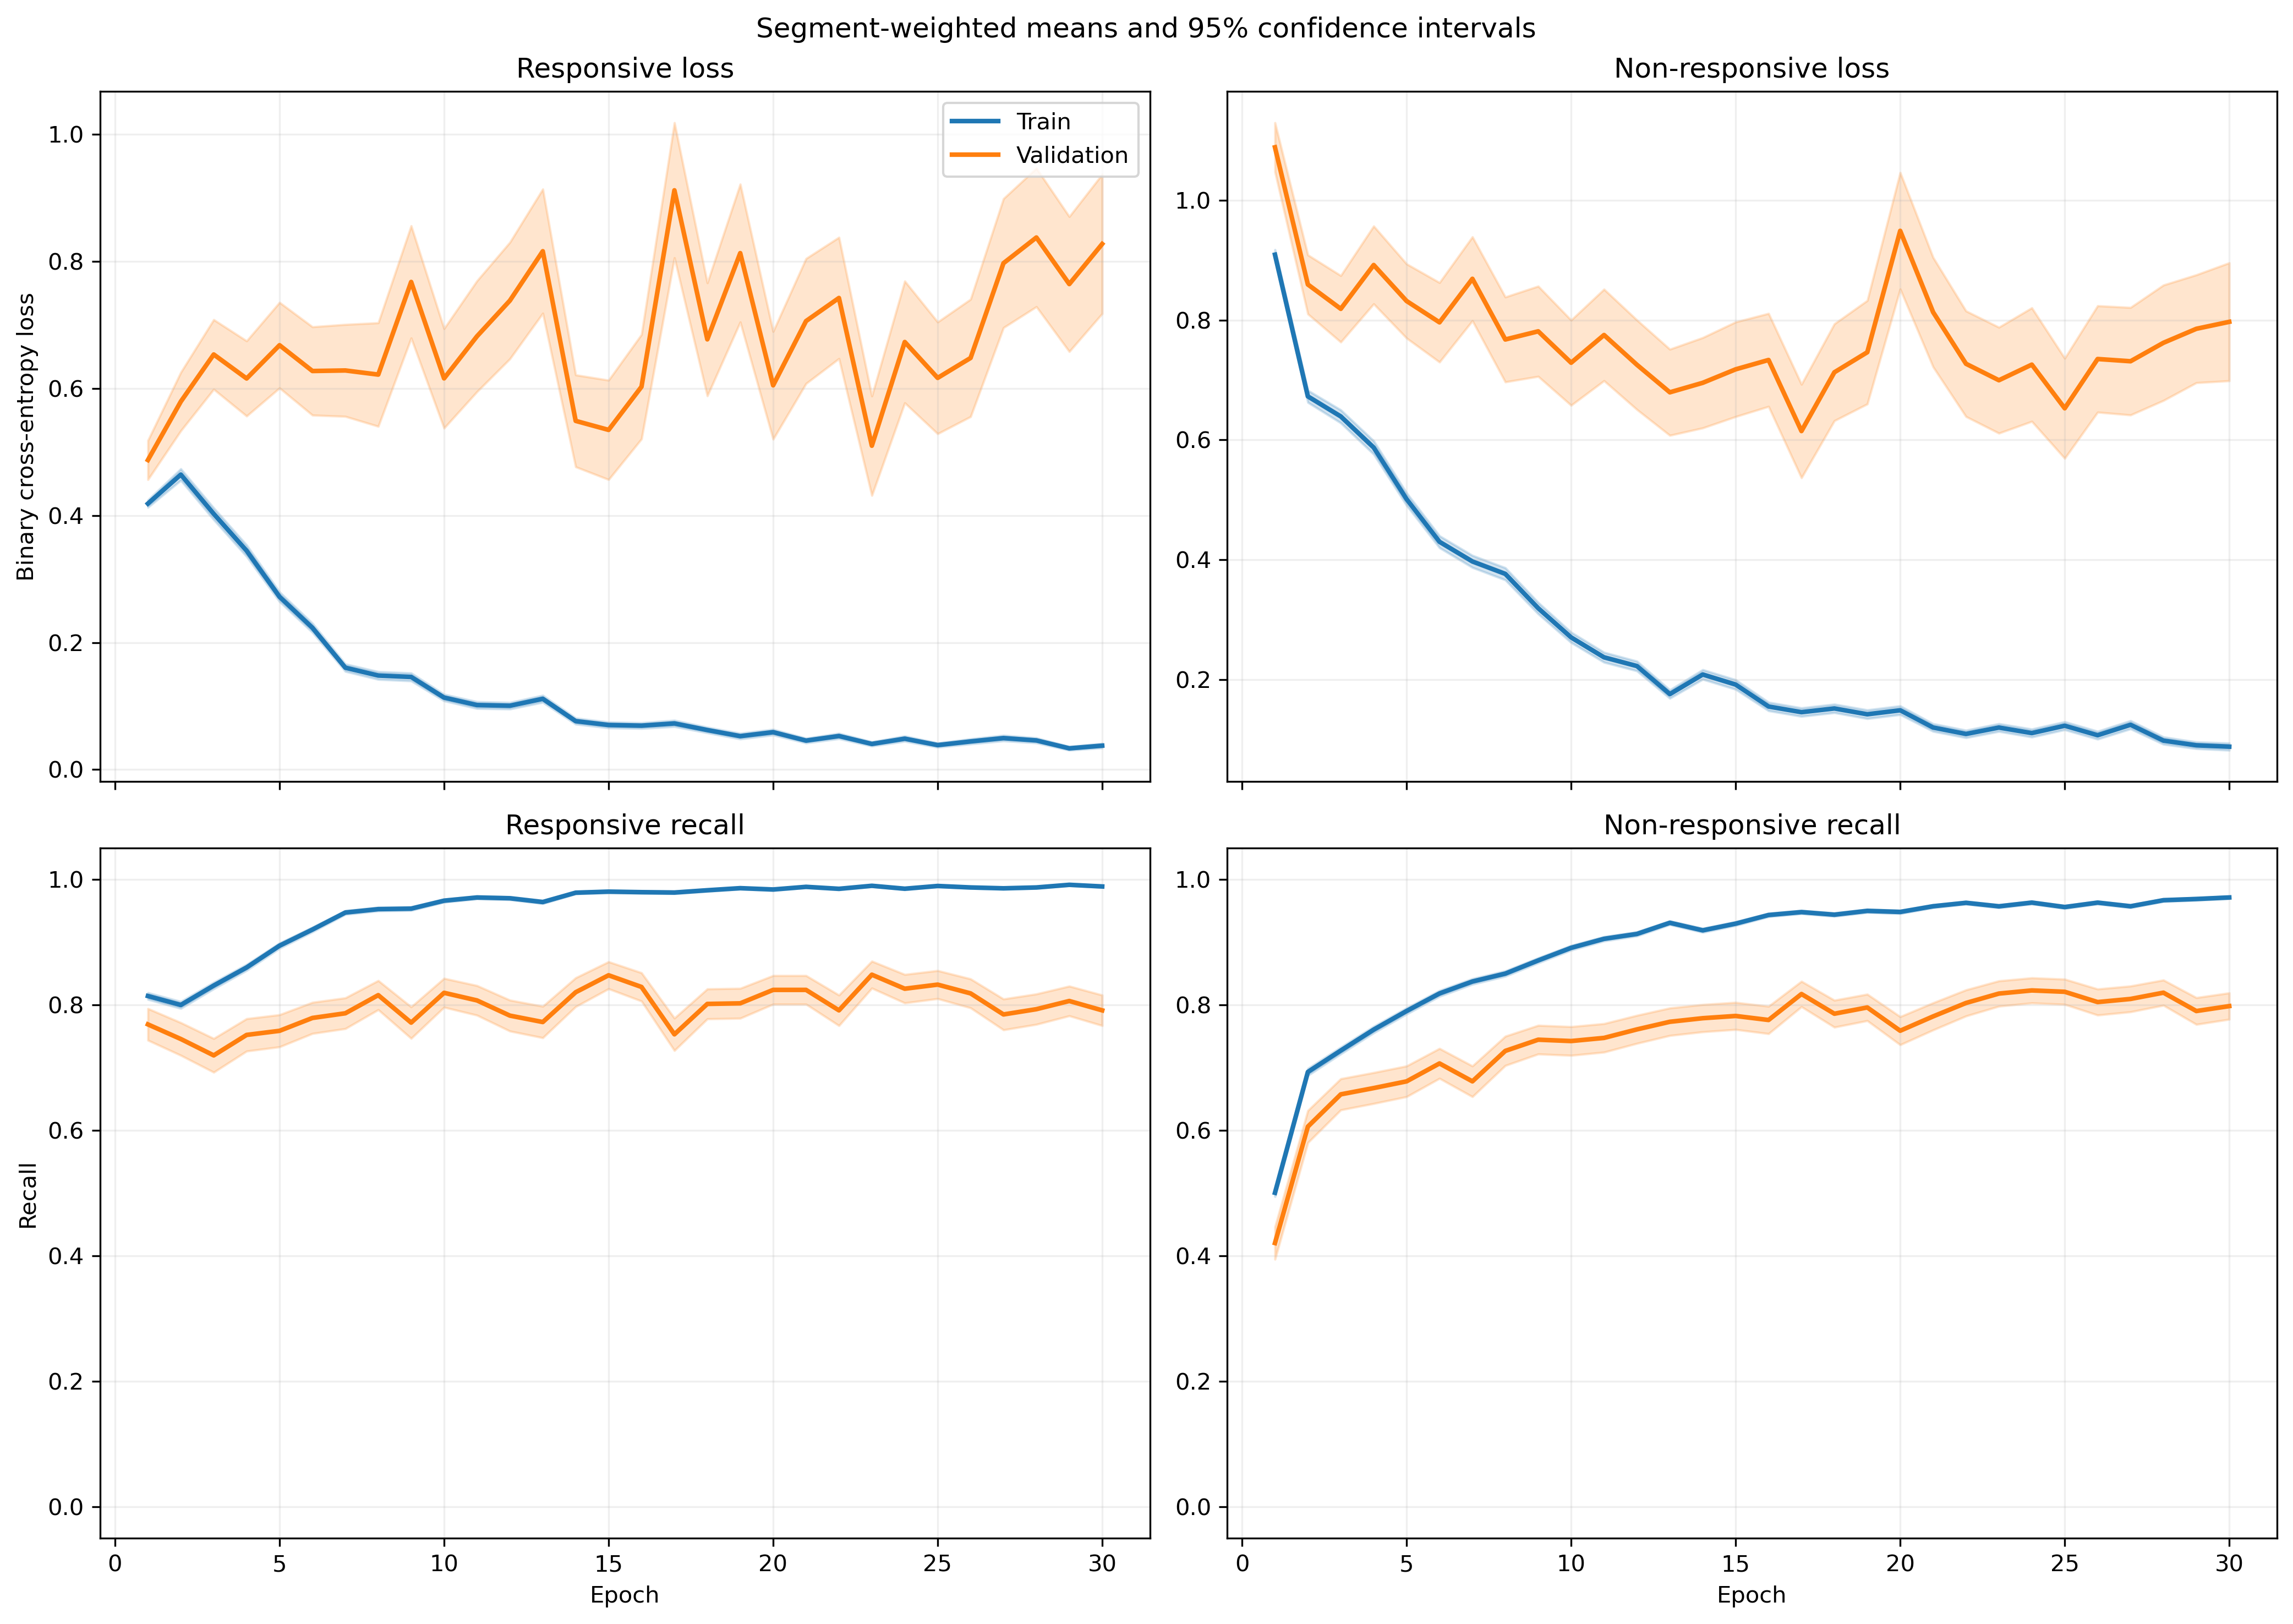 Segment-weighted means and 95% confidence intervals
Responsive loss
Non-responsive loss
Train
Validation
Binary cross-entropy loss
1.0
0.8
0.6
0.4
0.2
0.0
1.0
0.8
0.6
0.4
0.2
Responsive recall
Non-responsive recall
Recall
1.0
0.8
0.6
0.4
0.2
0.0
1.0
0.8
0.6
0.4
0.2
0.0
0 5 10 15 20 25 30
0 5 10 15 20 25 30
Epoch
Epoch